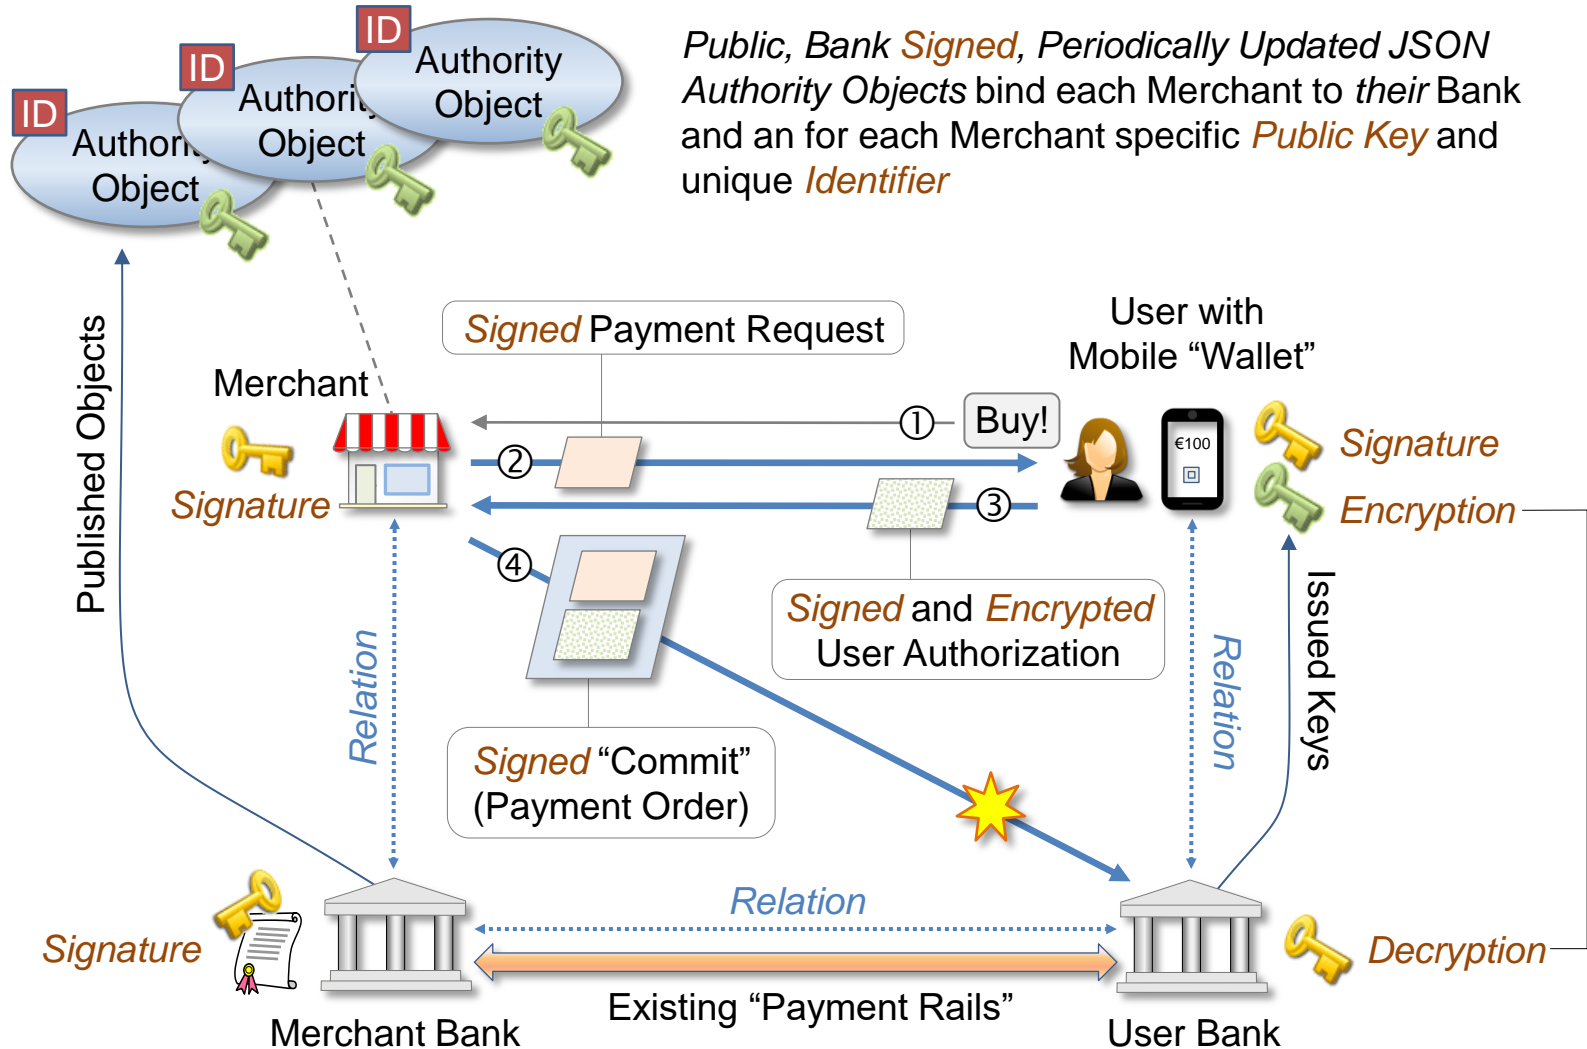 ID
Authority
Object
ID
Authority
Object
ID
Authority
Object
Public, Bank Signed, Periodically Updated JSON
Authority Objects bind each Merchant to their Bank
and an for each Merchant specific Public Key and
unique Identifier
Published Objects
Signed Payment Request
User with
Mobile “Wallet”
Merchant
Signature
①
Buy!
②
③
€100
Signature
Encryption
④
Signed and Encrypted
User Authorization
Issued Keys
Relation
Relation
Signed “Commit”
(Payment Order)
Relation
Signature
Decryption
Existing “Payment Rails”
Merchant Bank
User Bank